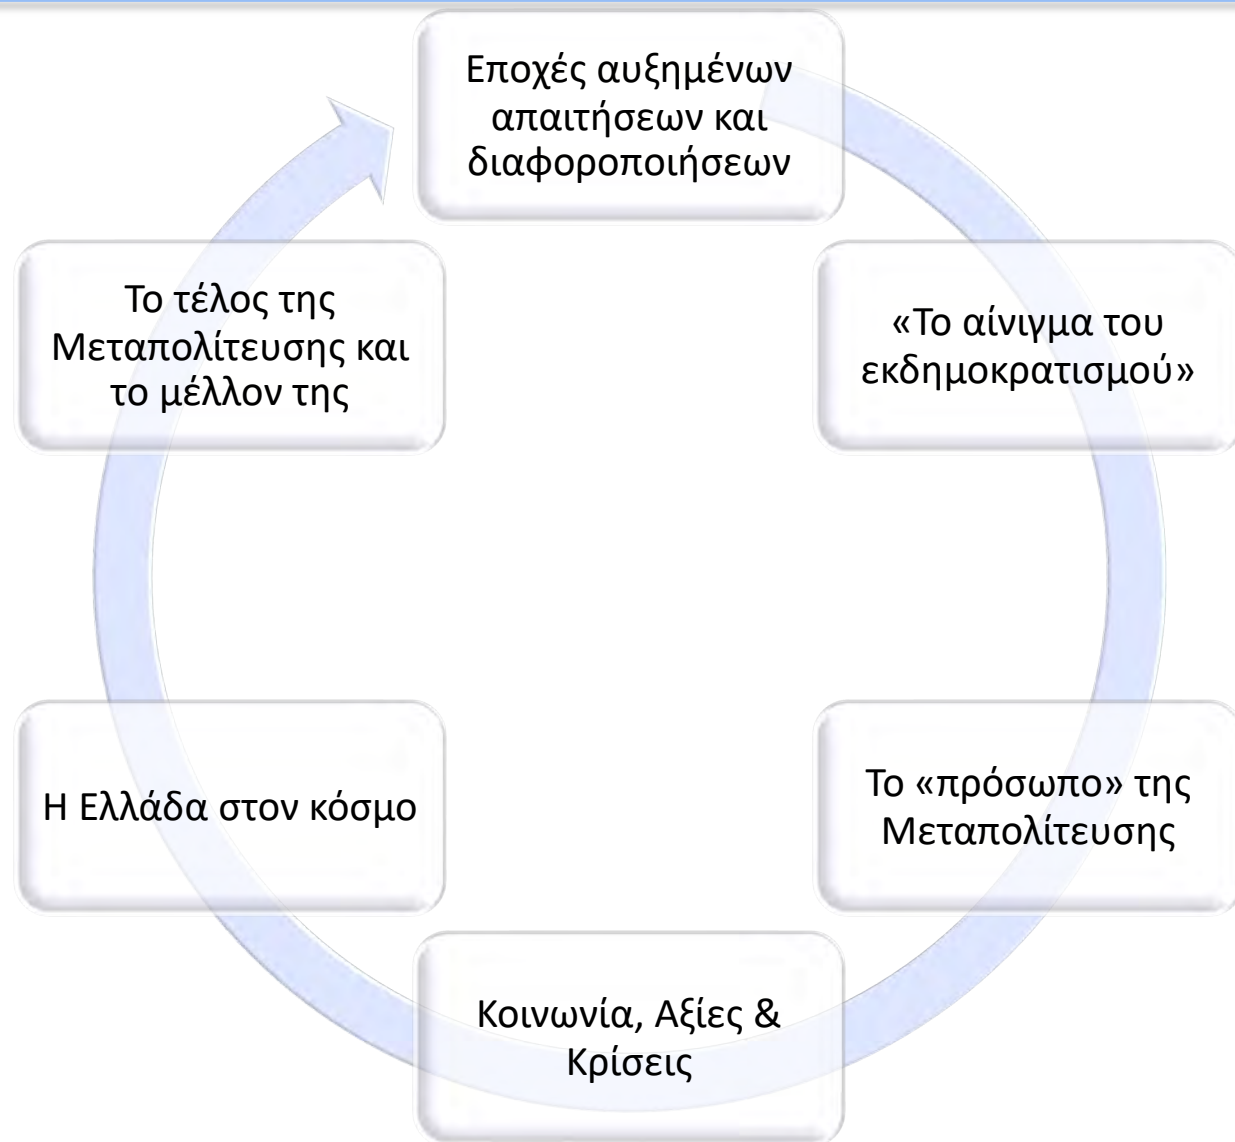 Εποχές αυξημένων
απαιτήσεων και
διαφοροποιήσεων
«Το αίνιγμα του
εκδημοκρατισμού»
Το «πρόσωπο» της
Μεταπολίτευσης
Κοινωνία, Αξίες &
Κρίσεις
Η Ελλάδα στον κόσμο
Το τέλος της
Μεταπολίτευσης και
το μέλλον της